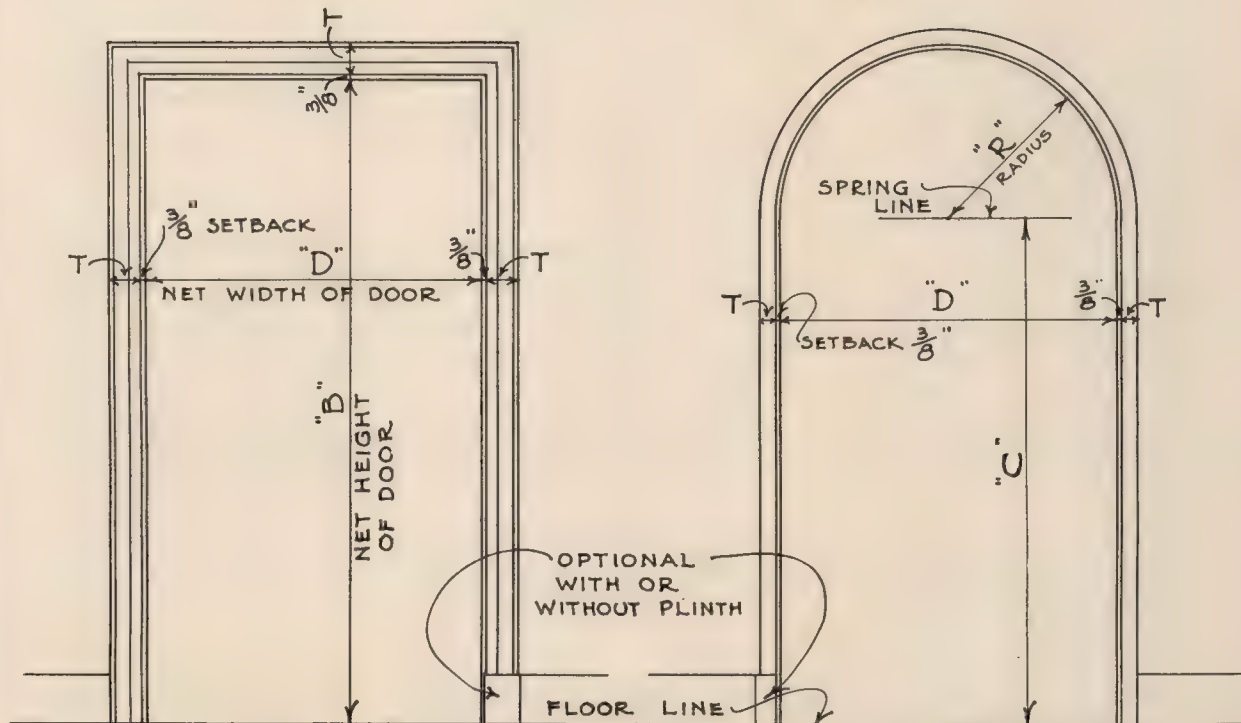 T
3/8"
3/8" SETBACK
T
"D"
3/8"
T
NET WIDTH OF DOOR
"B"
NET HEIGHT
OF DOOR
"R"
RADIUS
SPRING
LINE
T
"D"
3/8"
T
SETBACK 3/8"
"C"
OPTIONAL
WITH OR
WITHOUT PLINTH
FLOOR LINE